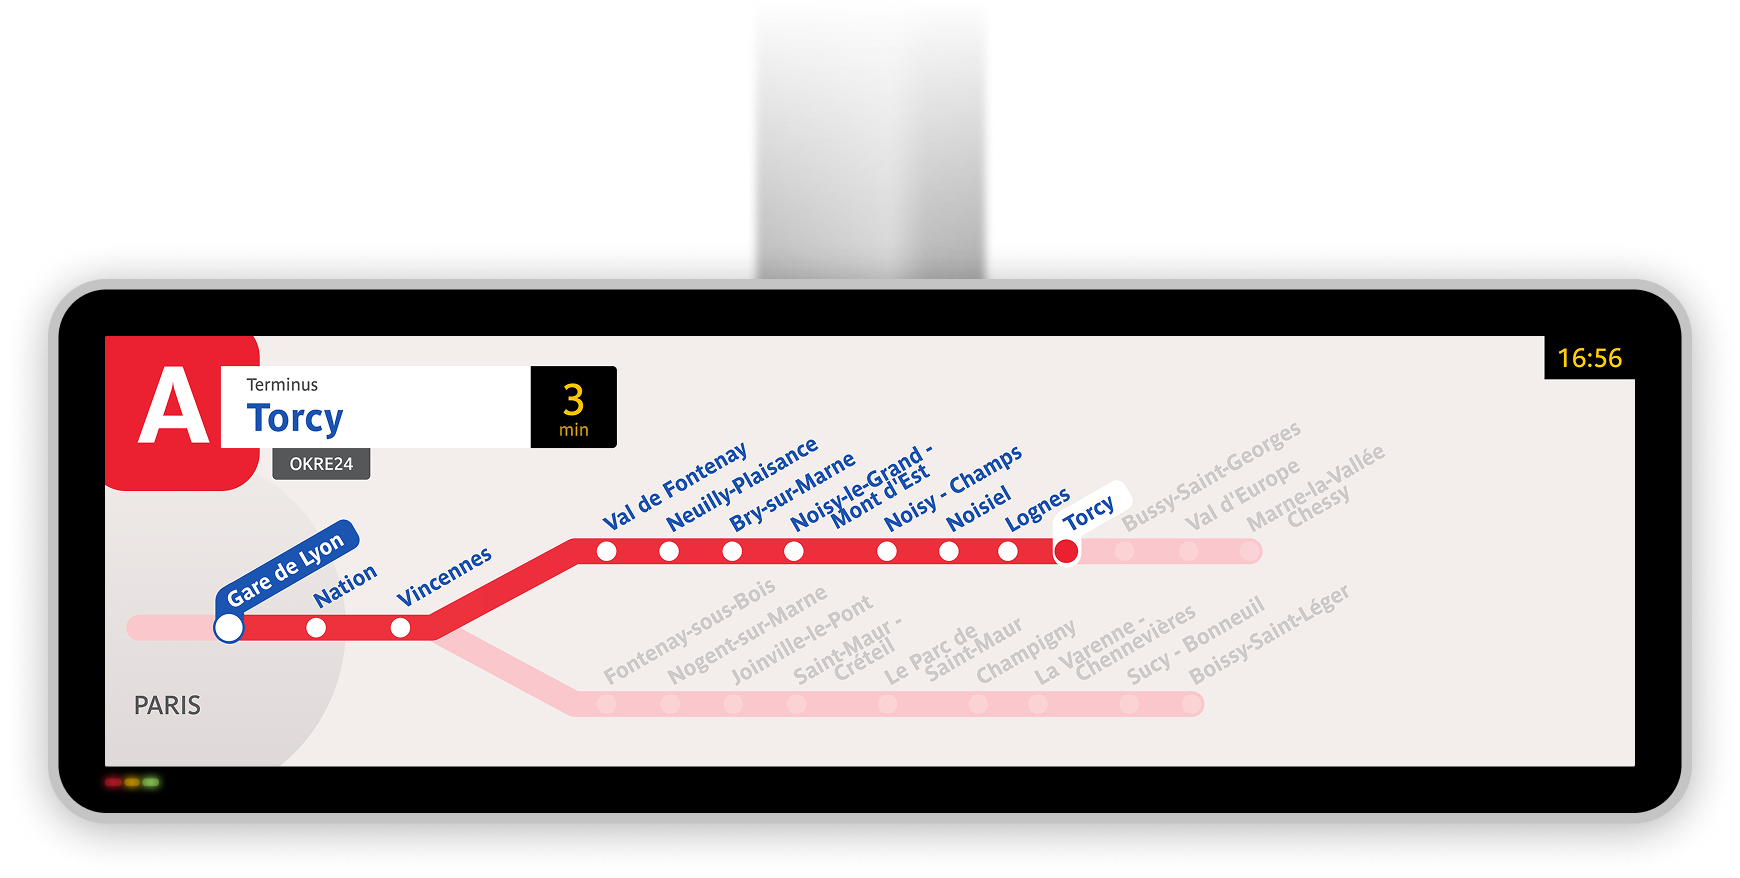 A
Terminus
Torcy
3
min
16:56
OKRE24
Gare de Lyon
Nation
Vincennes
Val de Fontenay
Neuilly-Plaisance
Bry-sur-Marne
Noisy-le-Grand -
Mont d'Est
Noisy - Champs
Noisiel
Lognes
Torcy
Bussy-Saint-Georges
Val d'Europe
Marne-la-Vallée
Chessy
Fontenay-sous-Bois
Nogent-sur-Marne
Joinville-le-Pont
Saint-Maur -
Créteil
Le Parc de
Saint-Maur
Champigny
La Varenne -
Chennevières
Sucy - Bonneuil
Boissy-Saint-Léger
PARIS